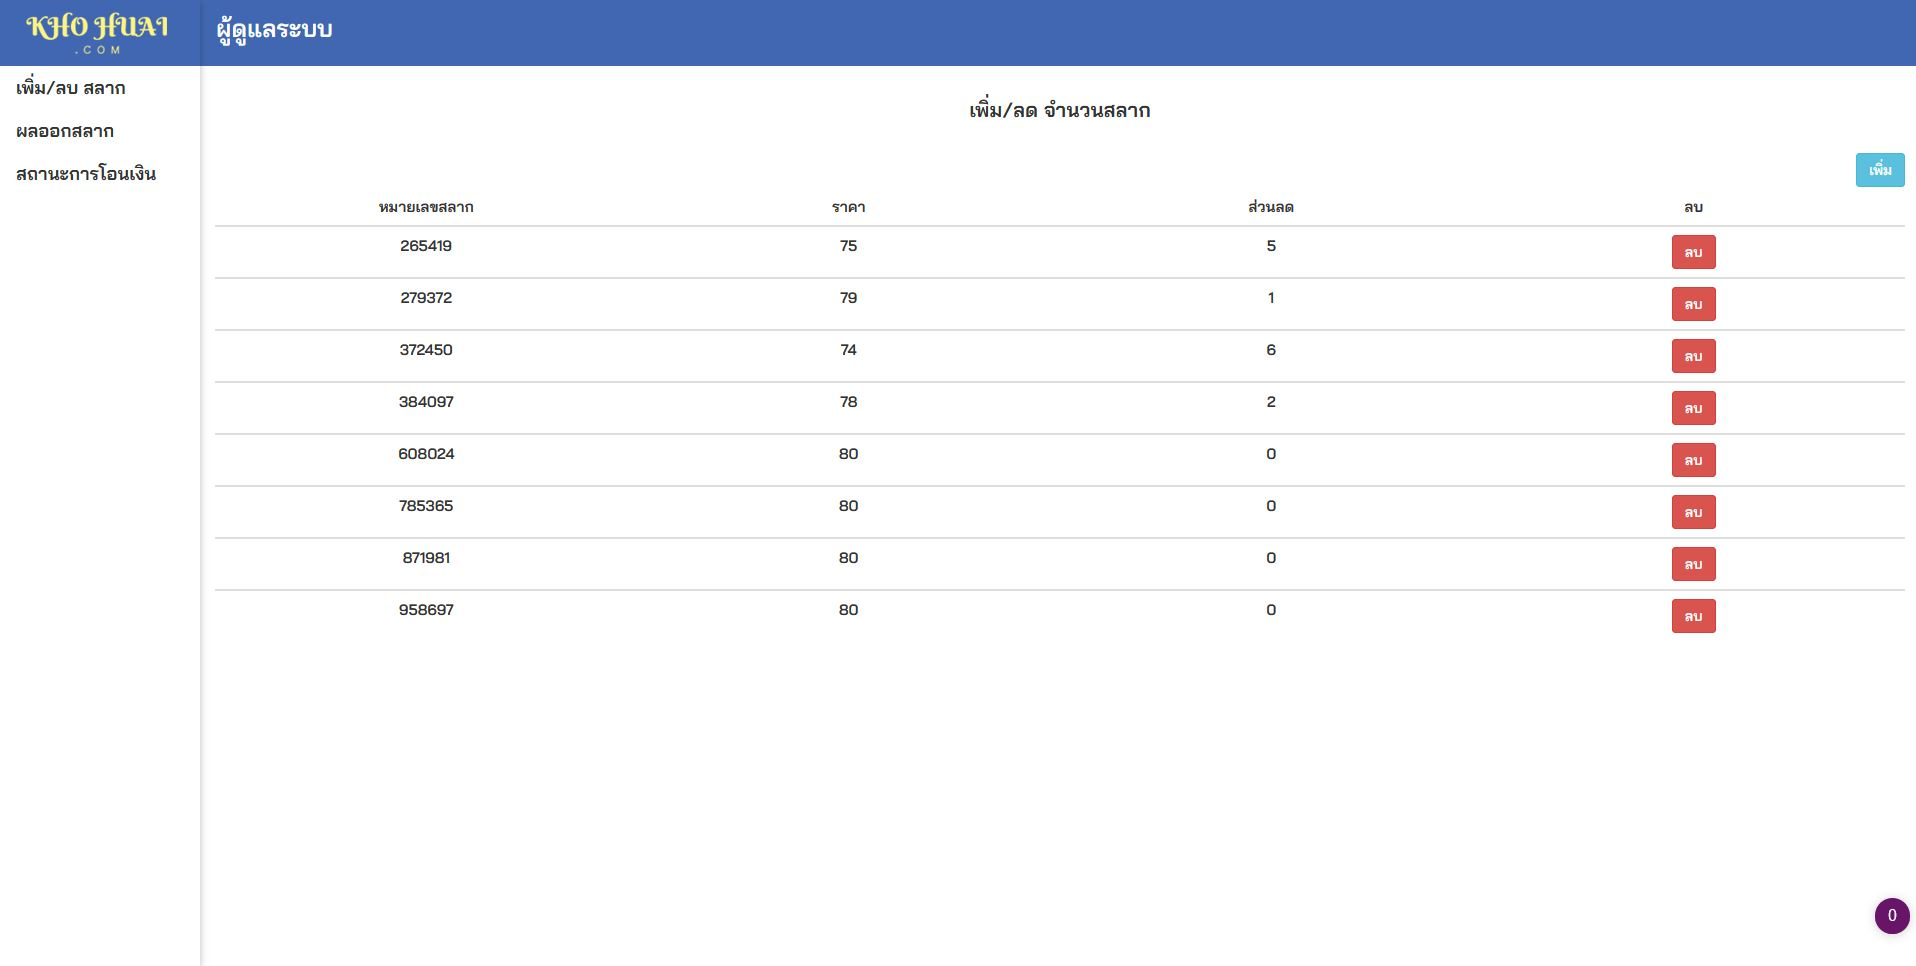 KHO HUAI
.COM
ผู้ดูแลระบบ
เพิ่ม/ลบ สลาก
ผลออกสลาก
สถานะการโอนเงิน
เพิ่ม/ลด จำนวนสลาก
เพิ่ม
หมายเลขสลาก ราคา ส่วนลด ลบ
265419 75 5 ลบ
279372 79 1 ลบ
372450 74 6 ลบ
384097 78 2 ลบ
608024 80 0 ลบ
785365 80 0 ลบ
871981 80 0 ลบ
958697 80 0 ลบ
0